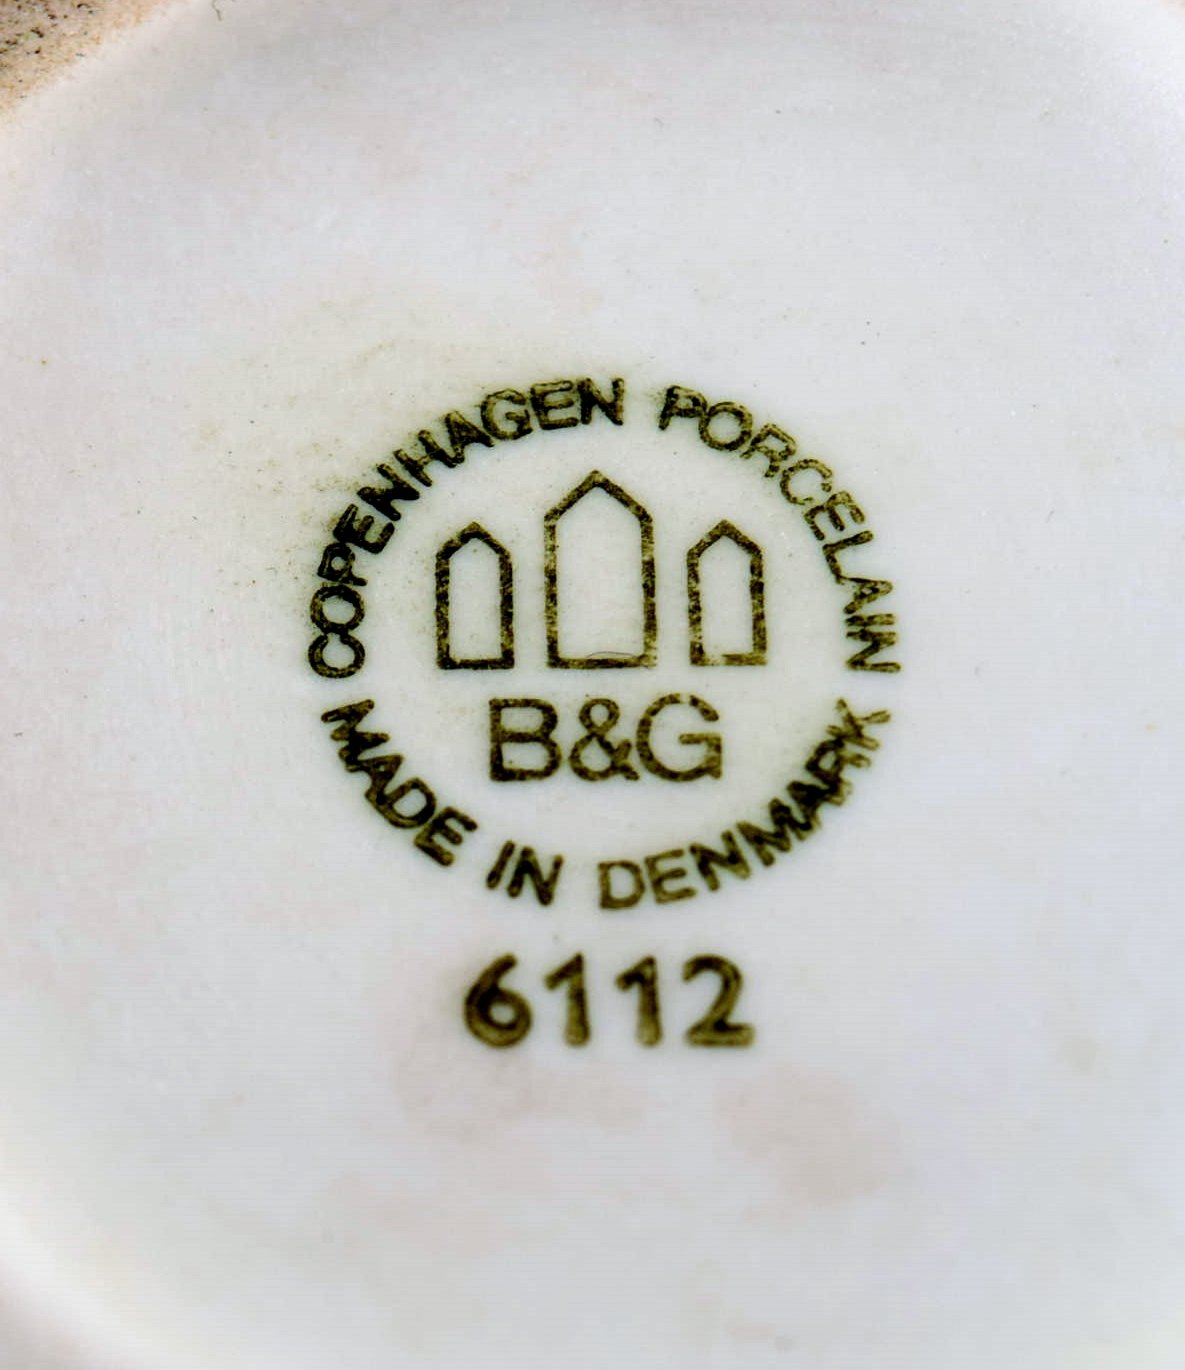 COPENHAGEN PORCELAIN
B&G
MADE IN DENMARK
6112